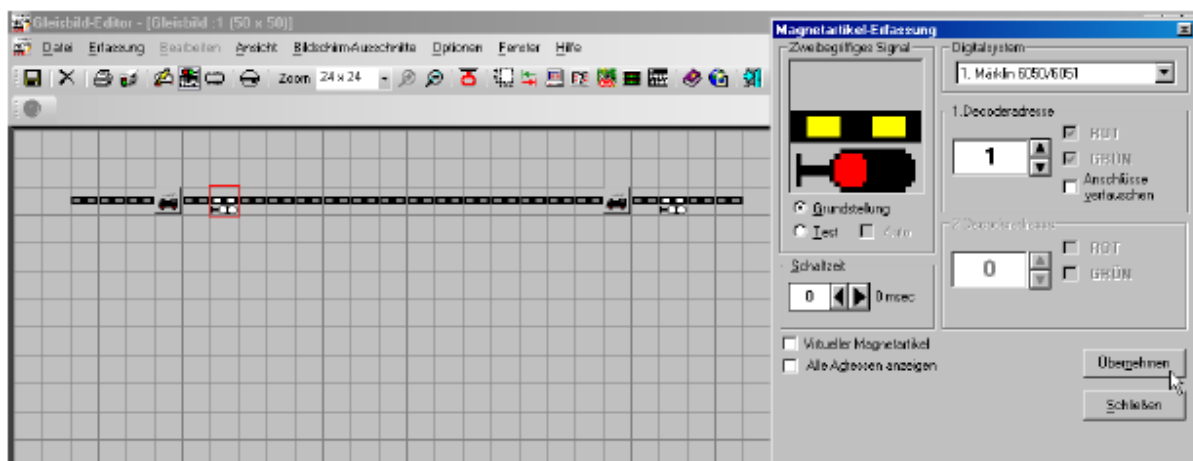 Gleisbild-Editor - [Gleisbild :1 (50 x 50)]
Datei Erfassung Bearbeiten Ansicht Bildschirm-Ausschnitte Optionen Fenster Hilfe
Zoom 24 x 24
Magnetartikel-Erfassung
Zweibegriffiges Signal
Grundstellung
Test Auto
Schaltzeit
0 0 msec
Virtueller Magnetartikel
Alle Adressen anzeigen
Digitalsystem
1. Märklin 6050/6051
1.Decoderadresse
1
ROT
GRÜN
Anschlüsse
vertauschen
2.Decoderadresse
0
ROT
GRÜN
Übernehmen
Schließen